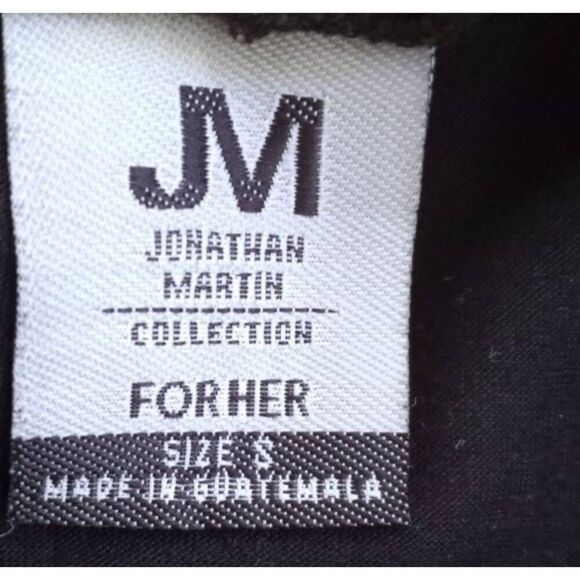 JM
JONATHAN
MARTIN
COLLECTION
FOR HER
SIZE S
MADE IN GUATEMALA